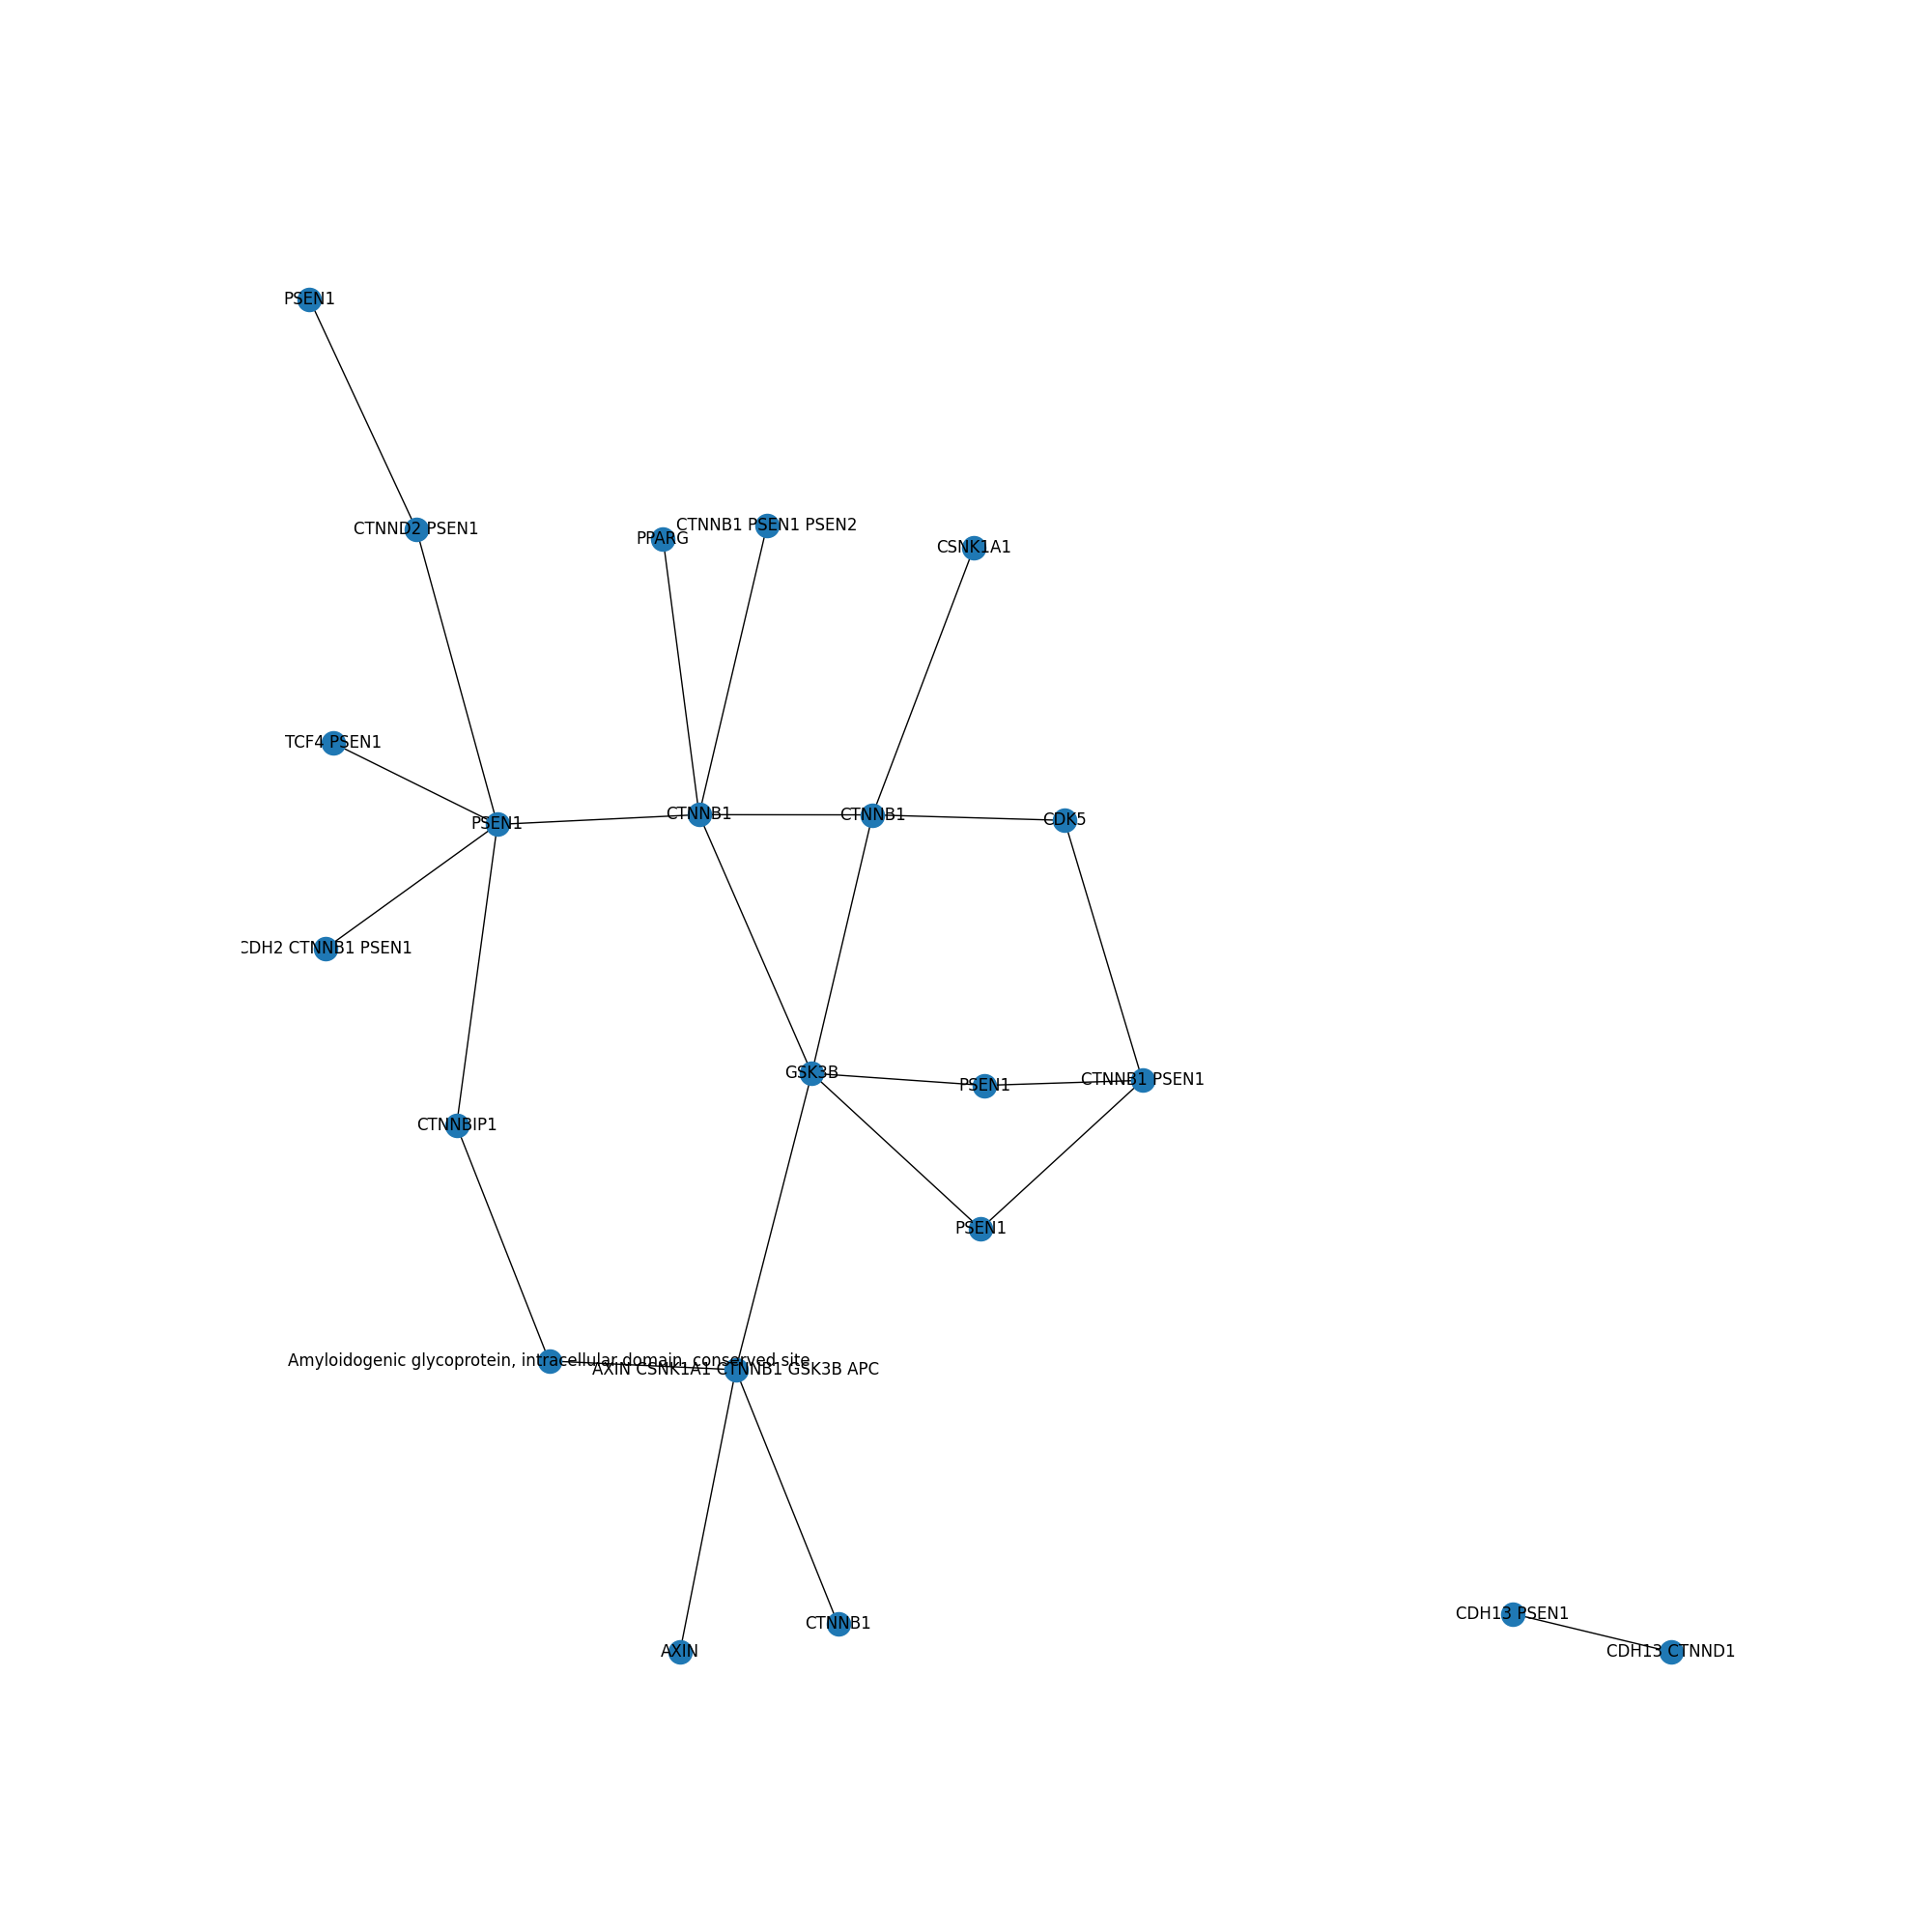 PSEN1
CTNNB1 PSEN1 PSEN2
CTNND2 PSEN1
PPARG
CSNK1A1
TCF4 PSEN1
PSEN1
CTNNB1
CTNNB1
CDK5
CDH2 CTNNB1 PSEN1
GSK3B
PSEN1
CTNNB1 PSEN1
CTNNBIP1
PSEN1
Amyloidogenic glycoprotein, intracellular domain, conserved site
AXIN CSNK1A1 CTNNB1 GSK3B APC
CDH13 PSEN1
CTNNB1
AXIN
CDH13 CTNND1